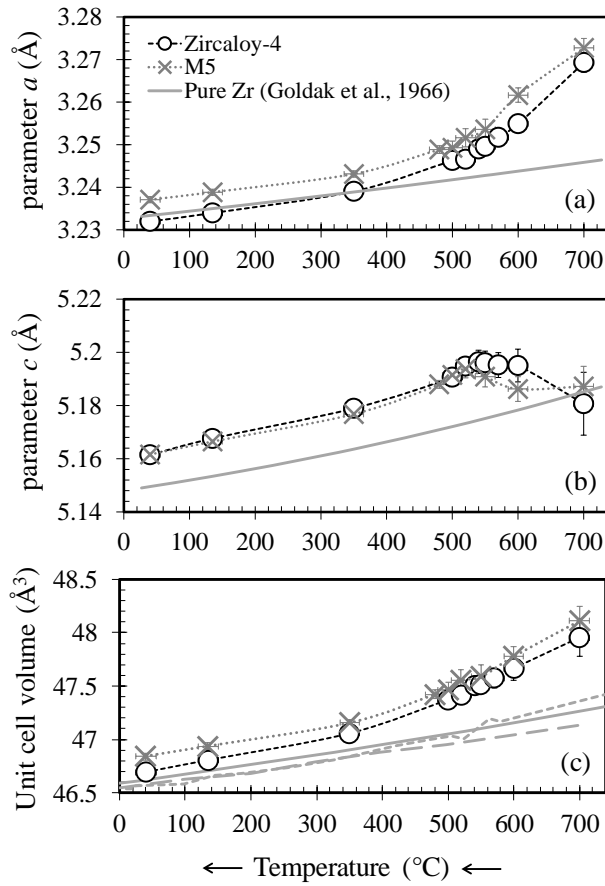 3.28
3.27
3.26
3.25
3.24
3.23
parameter a (Å)
Zircaloy-4
M5
Pure Zr (Goldak et al., 1966)
(a)
0 100 200 300 400 500 600 700
5.22
5.2
5.18
5.16
5.14
parameter c (Å)
(b)
0 100 200 300 400 500 600 700
48.5
48
47.5
47
46.5
Unit cell volume (Å³)
(c)
0 100 200 300 400 500 600 700
← Temperature (°C) ←